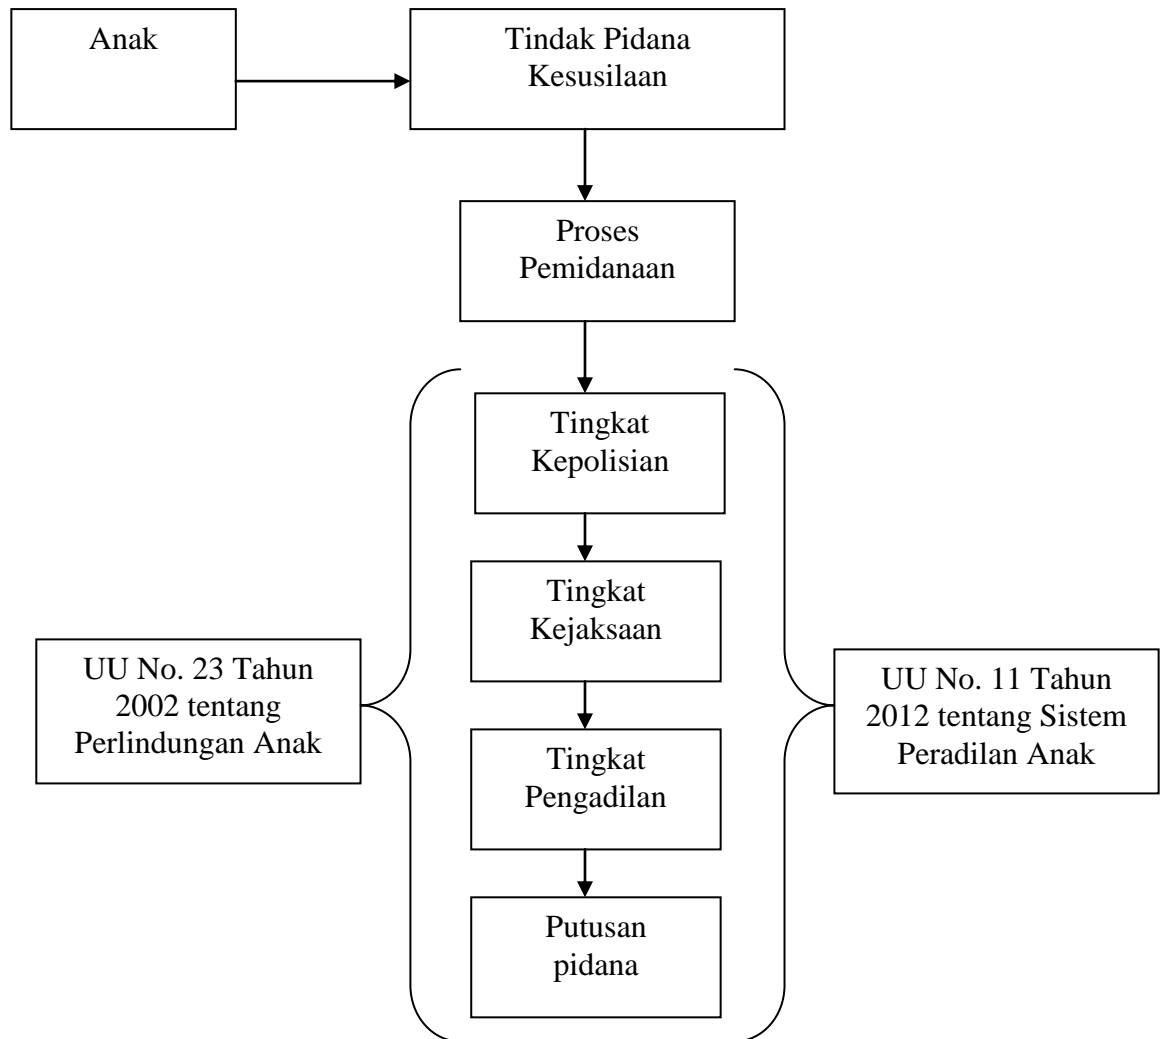 Anak
Tindak Pidana
Kesusilaan
Proses
Pemidanaan
Tingkat
Kepolisian
Tingkat
Kejaksaan
UU No. 23 Tahun
2002 tentang
Perlindungan Anak
UU No. 11 Tahun
2012 tentang Sistem
Peradilan Anak
Tingkat
Pengadilan
Putusan
pidana